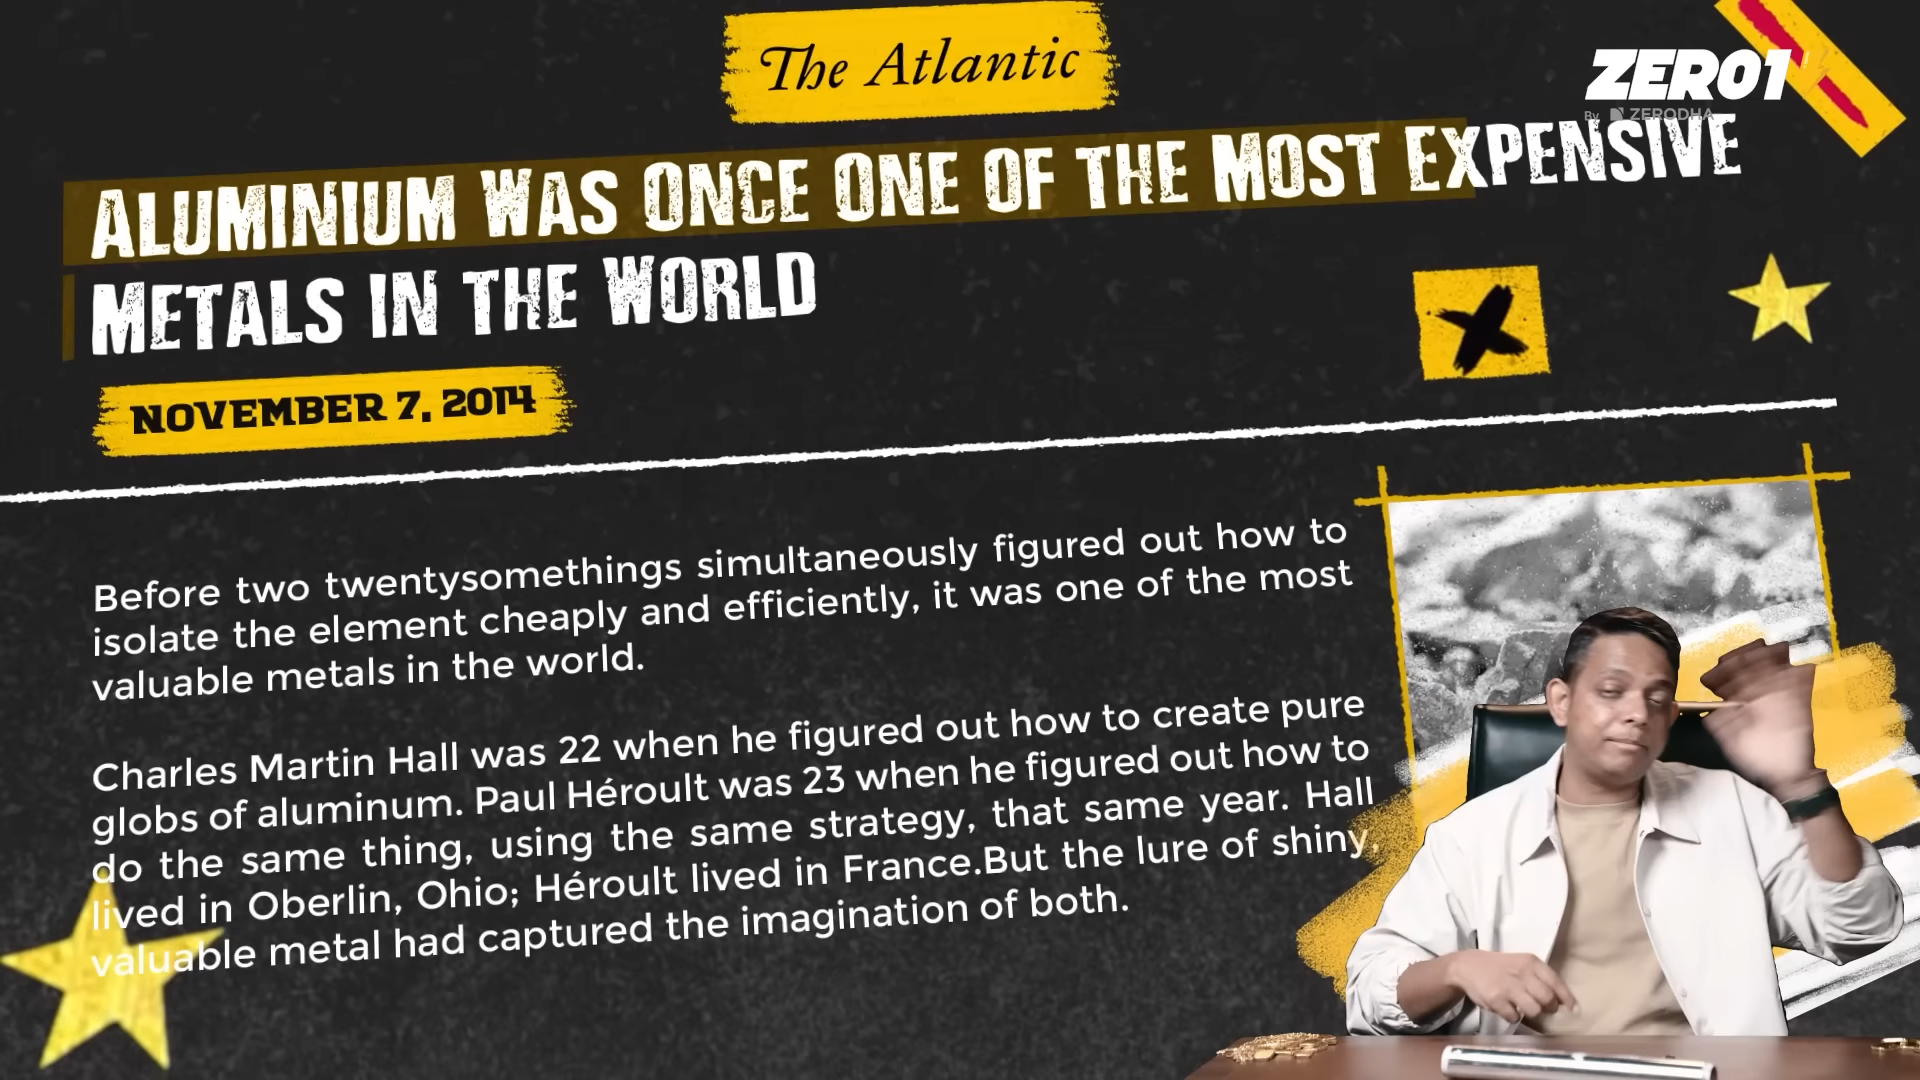 The Atlantic
ZERO1
By ZERODHA
ALUMINIUM WAS ONCE ONE OF THE MOST EXPENSIVE
METALS IN THE WORLD
NOVEMBER 7, 2014
Before two twentysomethings simultaneously figured out how to
isolate the element cheaply and efficiently, it was one of the most
valuable metals in the world.
Charles Martin Hall was 22 when he figured out how to create pure
globs of aluminum. Paul Héroult was 23 when he figured out how to
do the same thing, using the same strategy, that same year. Hall
lived in Oberlin, Ohio; Héroult lived in France.But the lure of shiny,
valuable metal had captured the imagination of both.